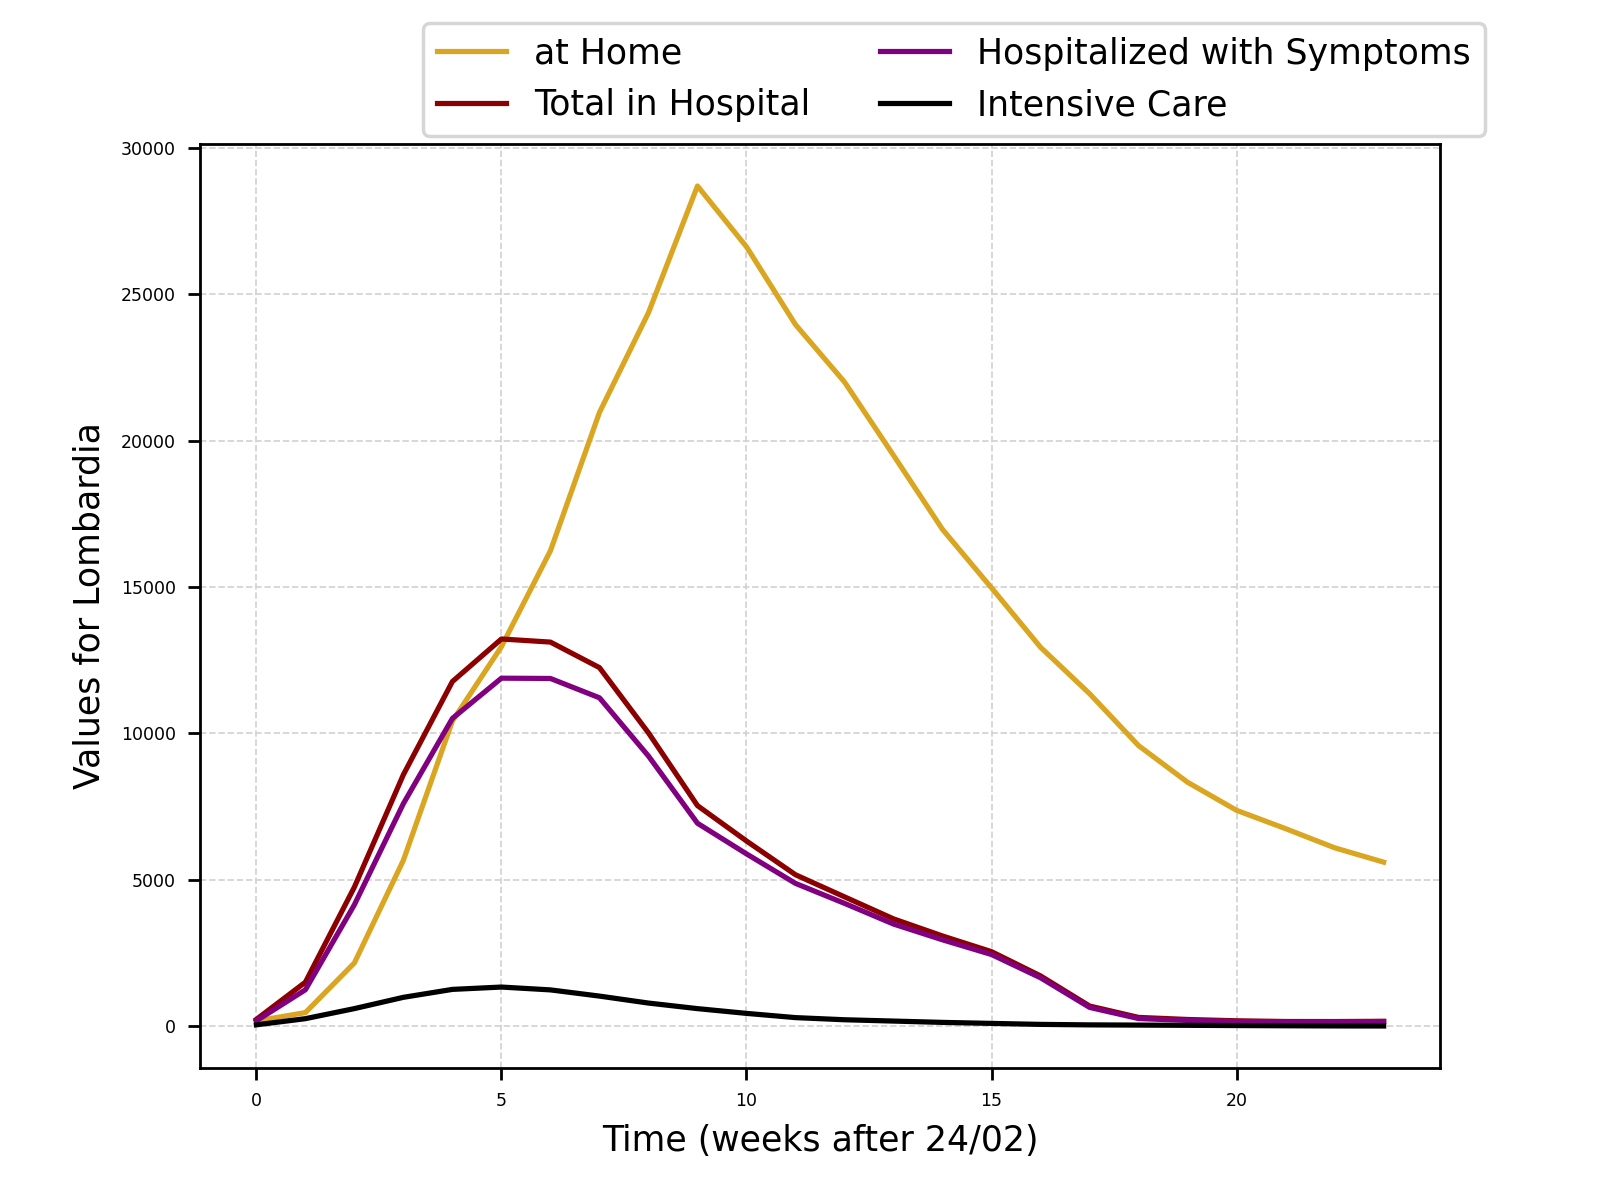 at Home
Hospitalized with Symptoms
Total in Hospital
Intensive Care
30000
25000
20000
15000
10000
5000
0
Values for Lombardia
0 5 10 15 20
Time (weeks after 24/02)